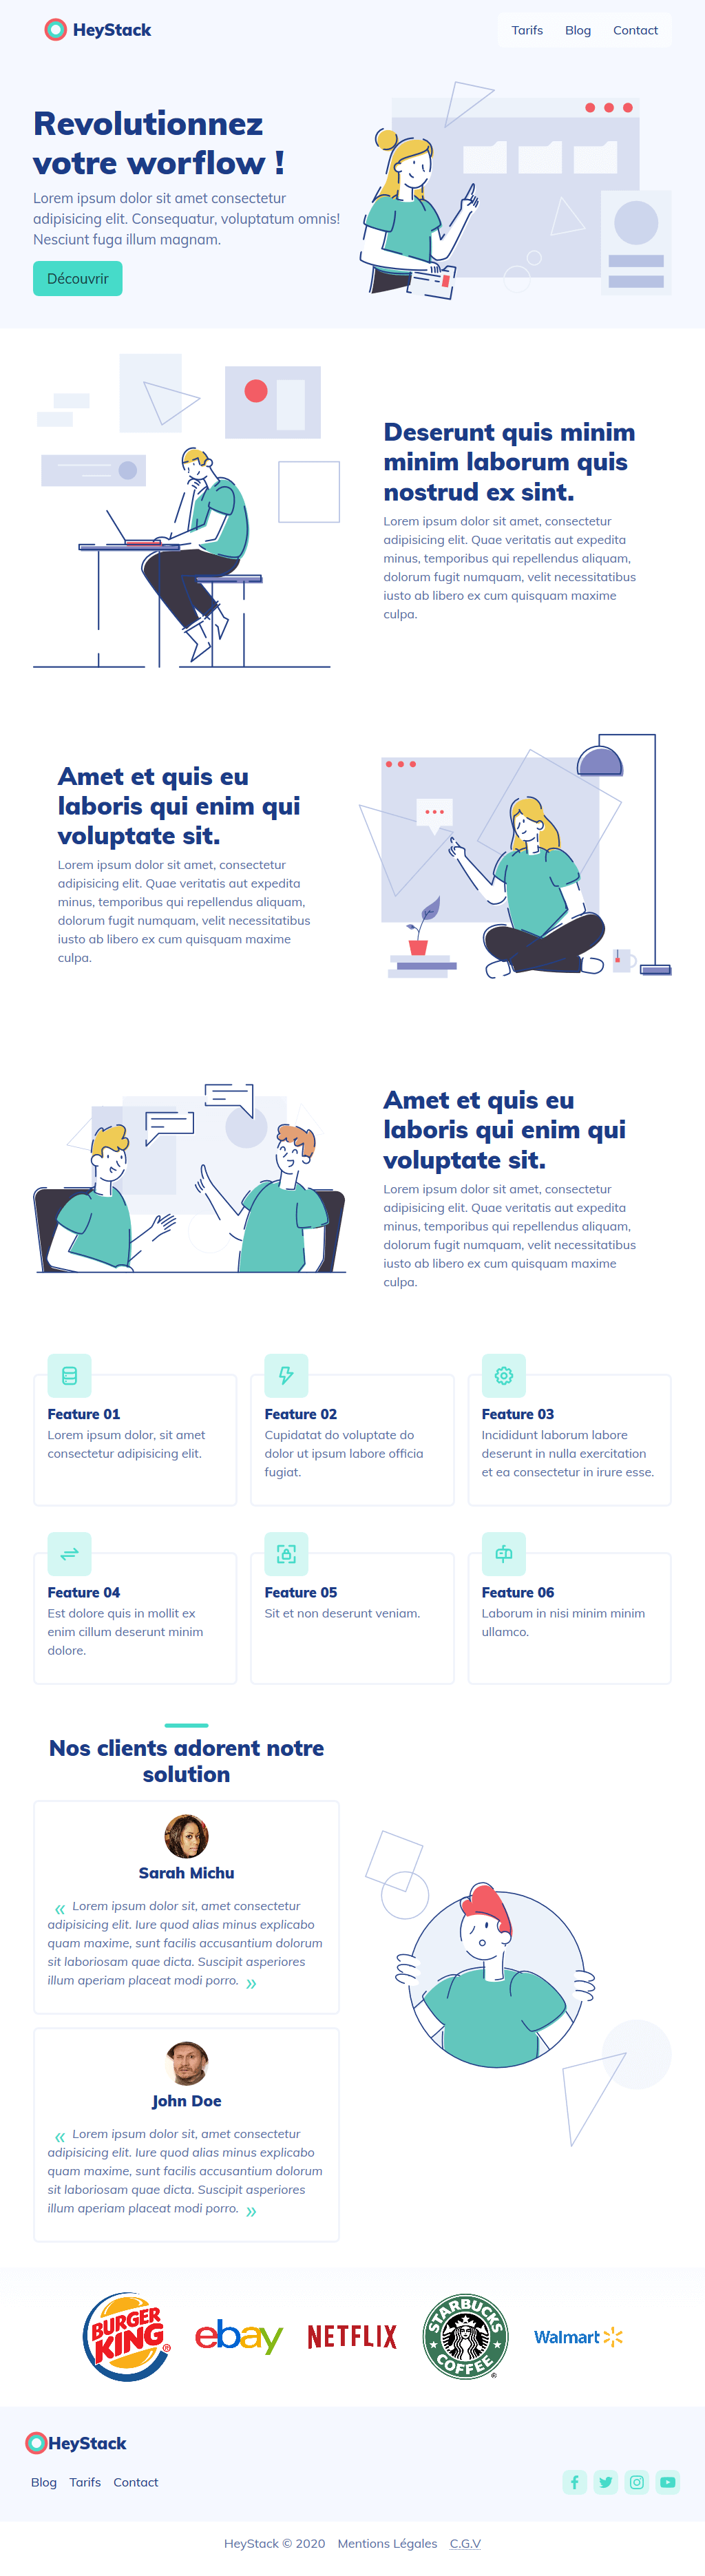 HeyStack
Tarifs Blog Contact
Revolutionnez
votre worflow !
Lorem ipsum dolor sit amet consectetur
adipisicing elit. Consequatur, voluptatum omnis!
Nesciunt fuga illum magnam.
Découvrir
Deserunt quis minim
minim laborum quis
nostrud ex sint.
Lorem ipsum dolor sit amet, consectetur
adipisicing elit. Quae veritatis aut expedita
minus, temporibus qui repellendus aliquam,
dolorum fugit numquam, velit necessitatibus
iusto ab libero ex cum quisquam maxime
culpa.
Amet et quis eu
laboris qui enim qui
voluptate sit.
Lorem ipsum dolor sit amet, consectetur
adipisicing elit. Quae veritatis aut expedita
minus, temporibus qui repellendus aliquam,
dolorum fugit numquam, velit necessitatibus
iusto ab libero ex cum quisquam maxime
culpa.
Amet et quis eu
laboris qui enim qui
voluptate sit.
Lorem ipsum dolor sit amet, consectetur
adipisicing elit. Quae veritatis aut expedita
minus, temporibus qui repellendus aliquam,
dolorum fugit numquam, velit necessitatibus
iusto ab libero ex cum quisquam maxime
culpa.
Feature 01
Lorem ipsum dolor, sit amet
consectetur adipisicing elit.
Feature 02
Cupidatat do voluptate do
dolor ut ipsum labore officia
fugiat.
Feature 03
Incididunt laborum labore
deserunt in nulla exercitation
et ea consectetur in irure esse.
Feature 04
Est dolore quis in mollit ex
enim cillum deserunt minim
dolore.
Feature 05
Sit et non deserunt veniam.
Feature 06
Laborum in nisi minim minim
ullamco.
Nos clients adorent notre
solution
Sarah Michu
« Lorem ipsum dolor sit, amet consectetur
adipisicing elit. Iure quod alias minus explicabo
quam maxime, sunt facilis accusantium dolorum
sit laboriosam quae dicta. Suscipit asperiores
illum aperiam placeat modi porro. »
John Doe
« Lorem ipsum dolor sit, amet consectetur
adipisicing elit. Iure quod alias minus explicabo
quam maxime, sunt facilis accusantium dolorum
sit laboriosam quae dicta. Suscipit asperiores
illum aperiam placeat modi porro. »
BURGER
KING®
ebay
NETFLIX
STARBUCKS
COFFEE®
Walmart
HeyStack
Blog Tarifs Contact
HeyStack © 2020 Mentions Légales C.G.V